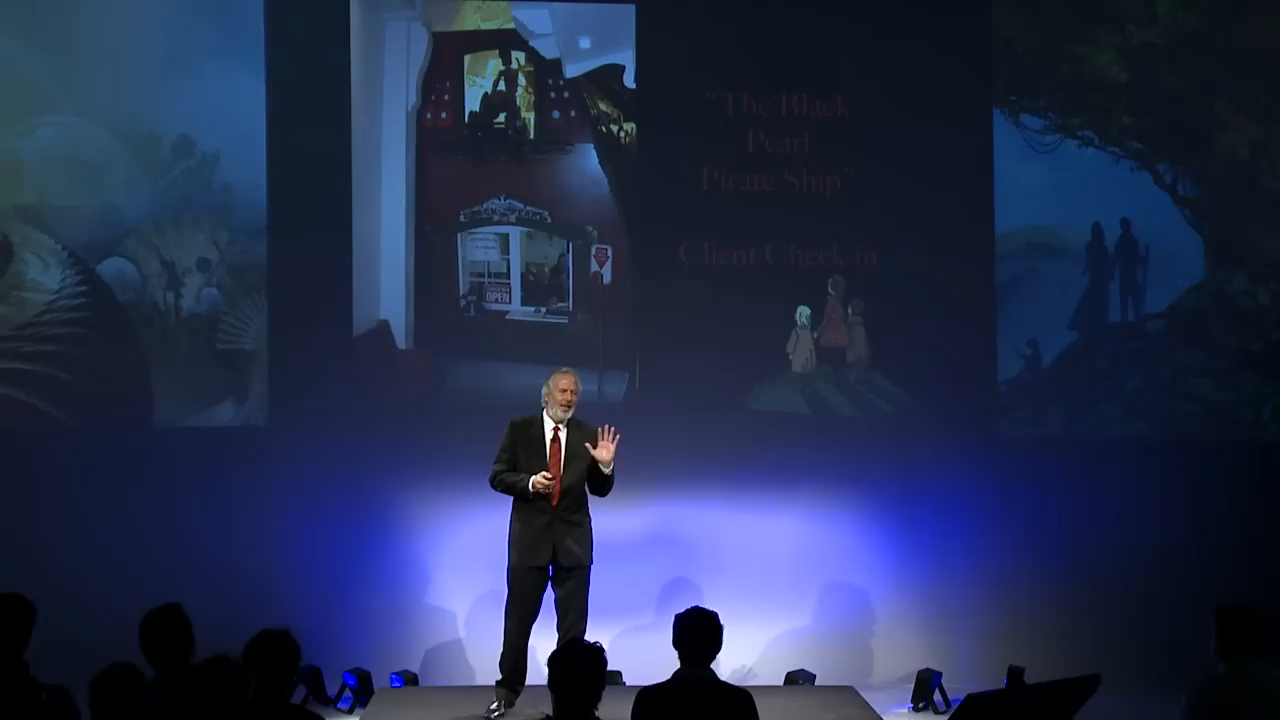 "The Black
Pearl
Pirate Ship"
Client Check-in
OPEN